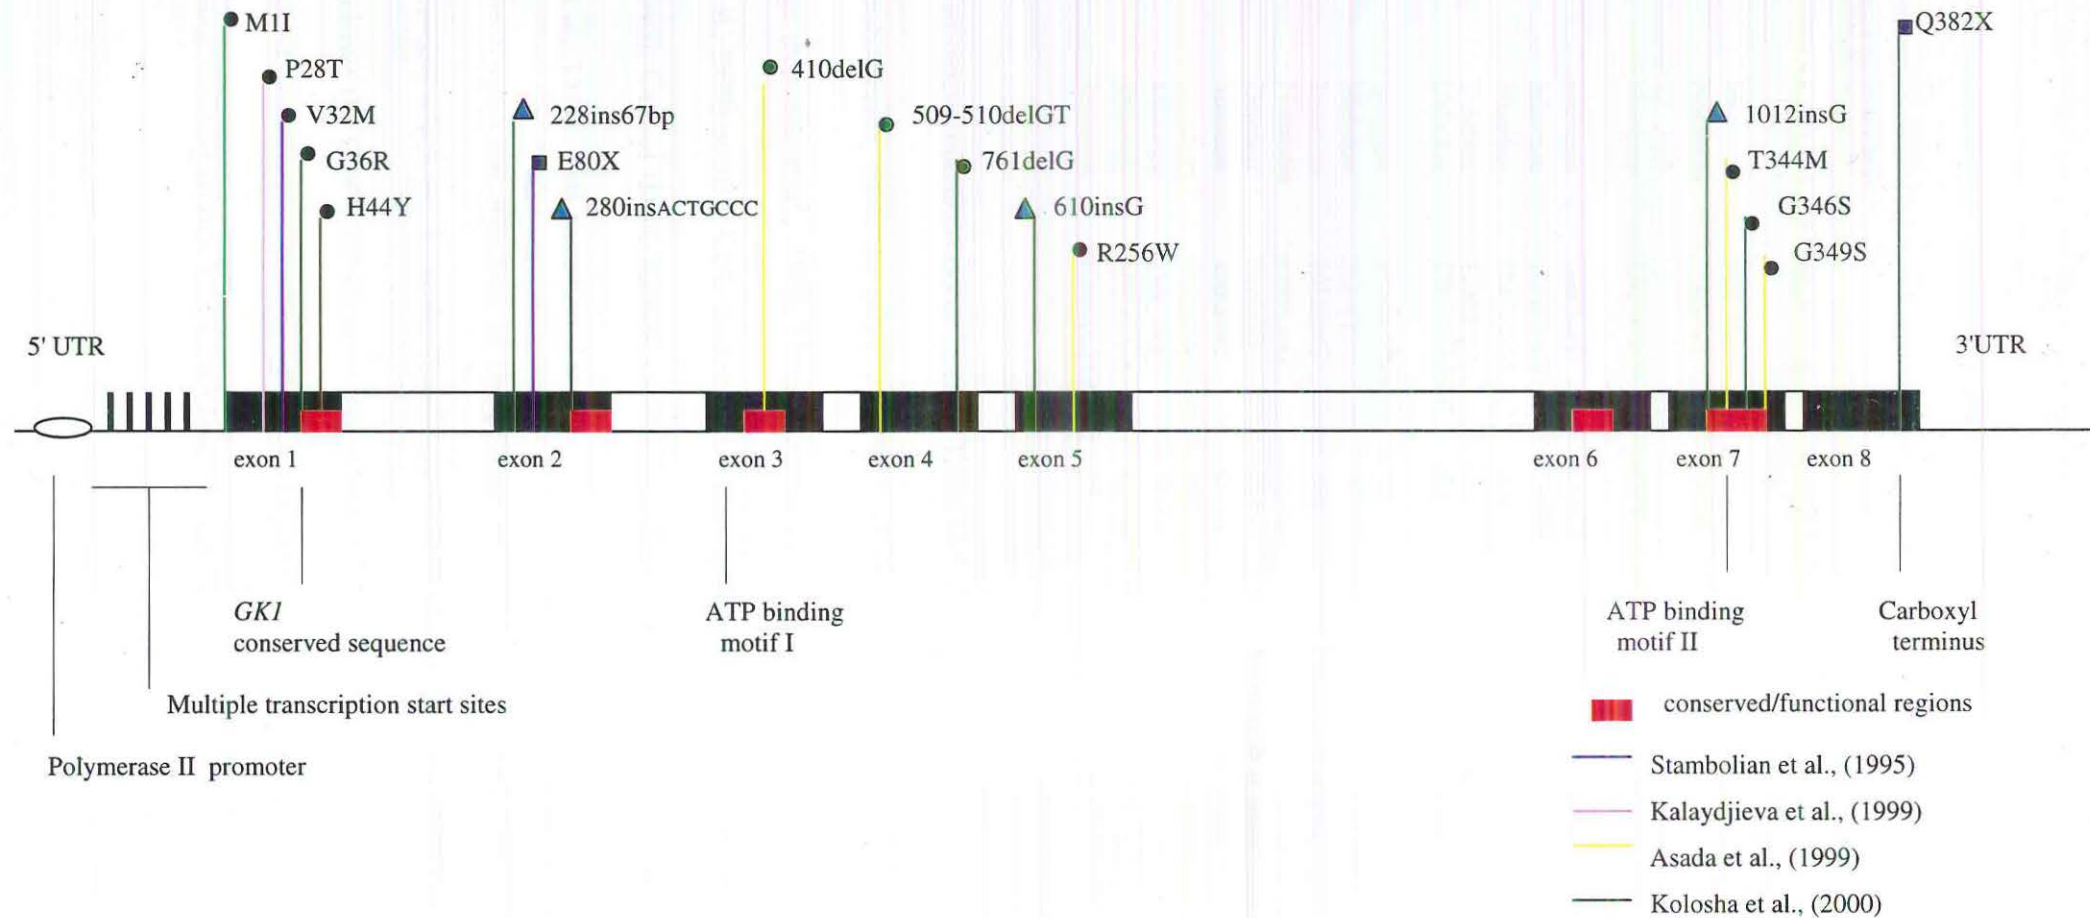 M1I
P28T
V32M
G36R
H44Y
228ins67bp
E80X
280insACTGCCC
410delG
509-510delGT
761delG
610insG
R256W
1012insG
T344M
G346S
G349S
Q382X
5' UTR
3'UTR
exon 1
exon 2
exon 3
exon 4
exon 5
exon 6
exon 7
exon 8
GK1
conserved sequence
ATP binding
motif I
ATP binding
motif II
Carboxyl
terminus
Multiple transcription start sites
Polymerase II promoter
conserved/functional regions
Stambolian et al., (1995)
Kalaydjieva et al., (1999)
Asada et al., (1999)
Kolosha et al., (2000)